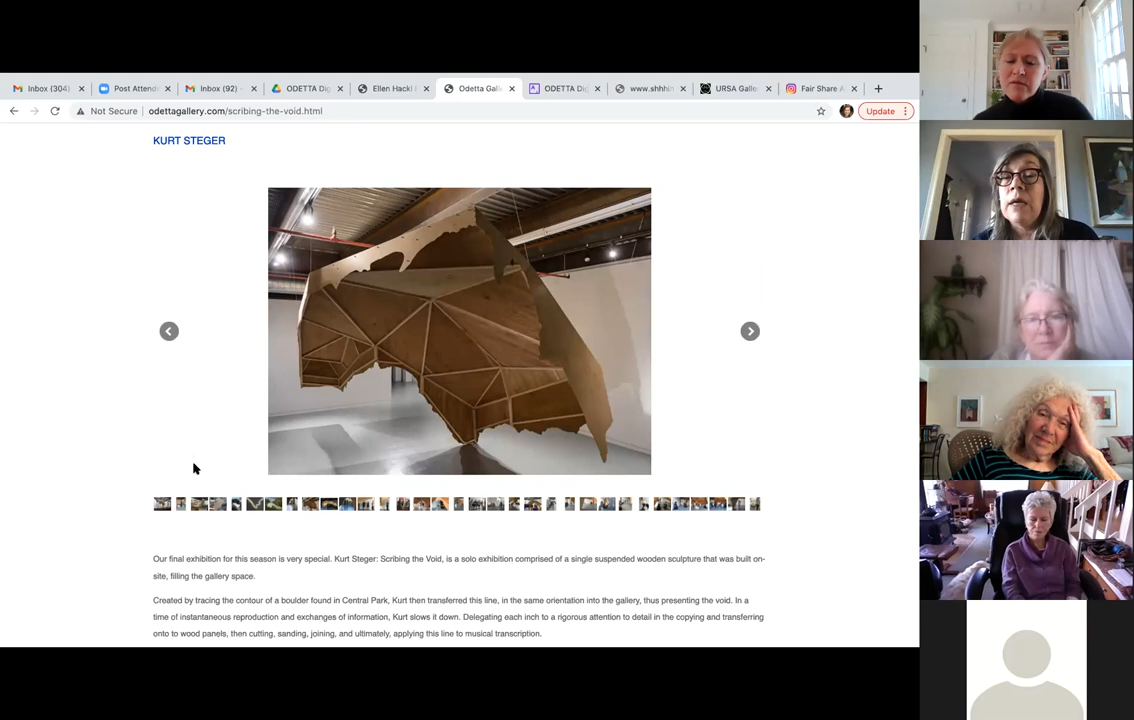 Inbox (304)
Post Attend
Inbox (92) -
ODETTA Dig
Ellen Hackl
Odetta Gall
ODETTA Dig
www.shhhin
URSA Galle
Fair Share A
Not Secure
odettagallery.com/scribing-the-void.html
Update
KURT STEGER
Our final exhibition for this season is very special. Kurt Steger: Scribing the Void, is a solo exhibition comprised of a single suspended wooden sculpture that was built on-
site, filling the gallery space.
Created by tracing the contour of a boulder found in Central Park, Kurt then transferred this line, in the same orientation into the gallery, thus presenting the void. In a
time of instantaneous reproduction and exchanges of information, Kurt slows it down. Delegating each inch to a rigorous attention to detail in the copying and transferring
onto to wood panels, then cutting, sanding, joining, and ultimately, applying this line to musical transcription.